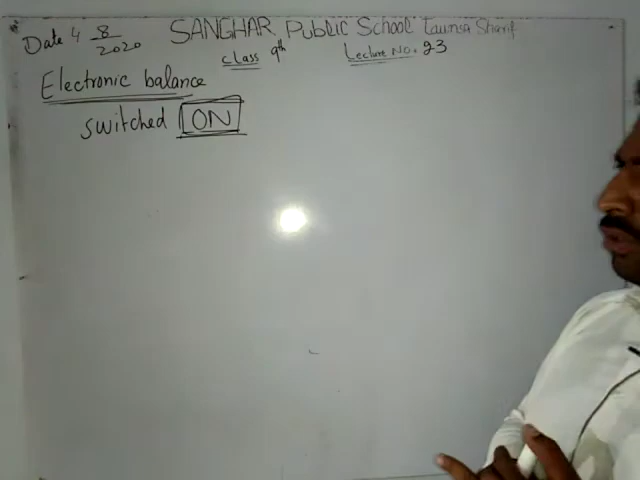 Date 4 8/2020 SANGHAR Public School Taunsa Sharif
Class 9th Lecture No. 23
Electronic balance
switched ON